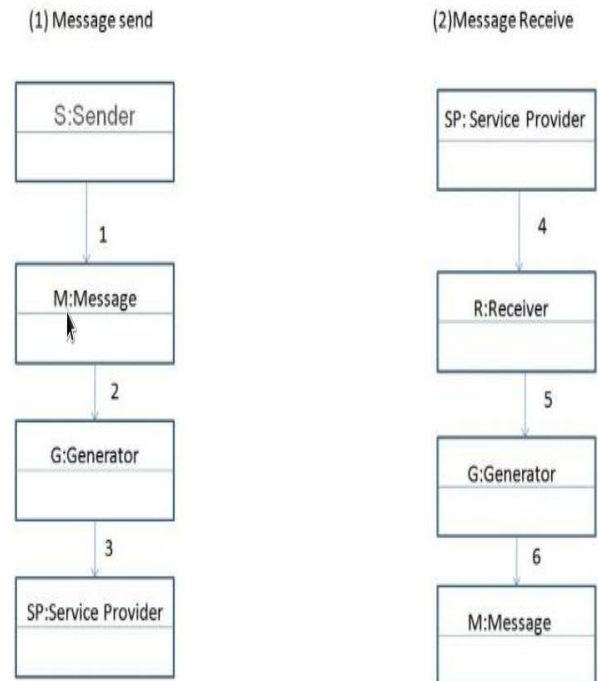 (1) Message send
S:Sender
1
M:Message
2
G:Generator
3
SP:Service Provider
(2)Message Receive
SP: Service Provider
4
R:Receiver
5
G:Generator
6
M:Message